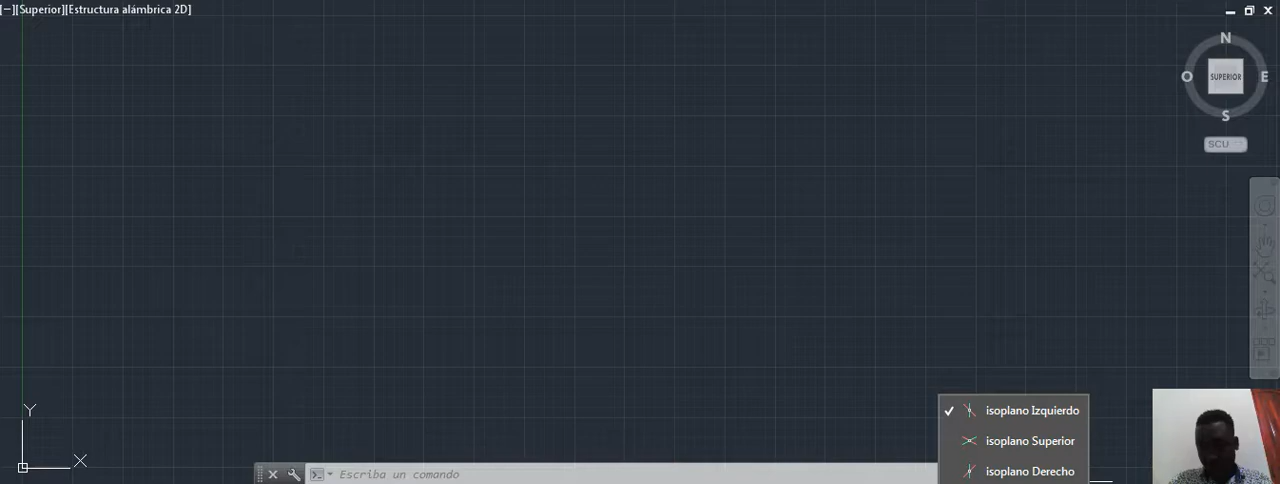 [−][Superior][Estructura alámbrica 2D]
N
O
SUPERIOR
E
S
SCU
Y
X
isoplano Izquierdo
isoplano Superior
isoplano Derecho
Escriba un comando